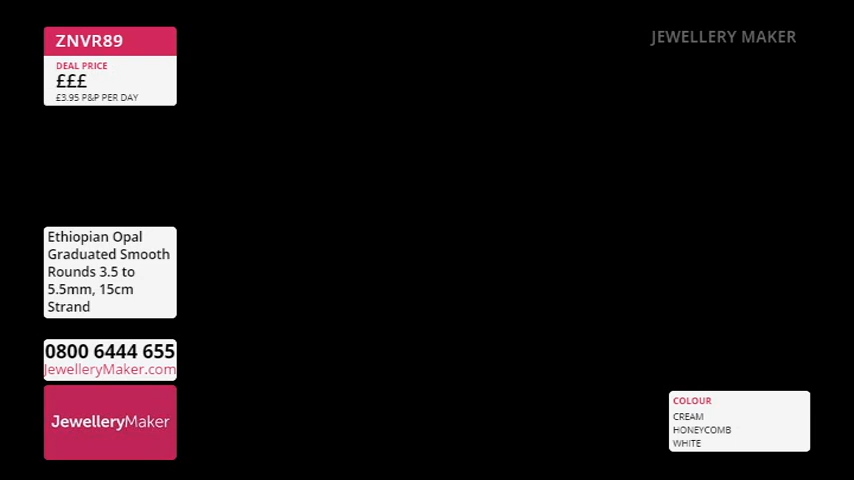 ZNVR89
DEAL PRICE
£££
£3.95 P&P PER DAY
JEWELLERY MAKER
Ethiopian Opal
Graduated Smooth
Rounds 3.5 to
5.5mm, 15cm
Strand
0800 6444 655
JewelleryMaker.com
JewelleryMaker
COLOUR
CREAM
HONEYCOMB
WHITE